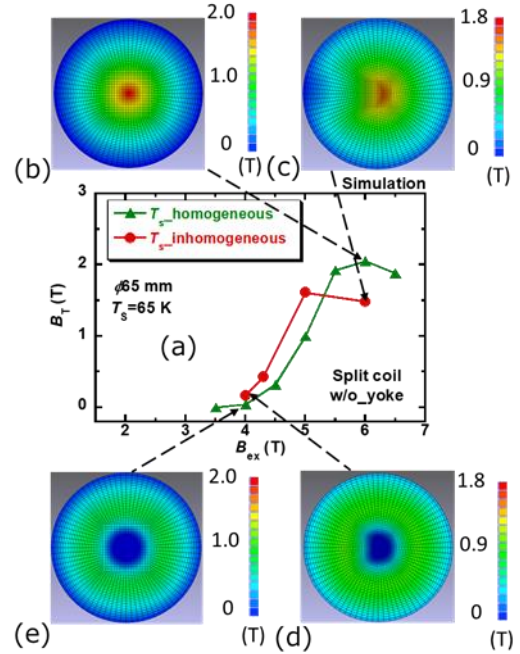 2.0
1.0
0
(T)
(b)
1.8
0.9
0
(T)
(c)
Simulation
3
2
1
0
B_T (T)
T_s_homogeneous
T_s_inhomogeneous
ϕ65 mm
T_S=65 K
(a)
Split coil
w/o_yoke
2 3 4 5 6 7
B_ex (T)
2.0
1.0
0
(T)
(e)
1.8
0.9
0
(T)
(d)